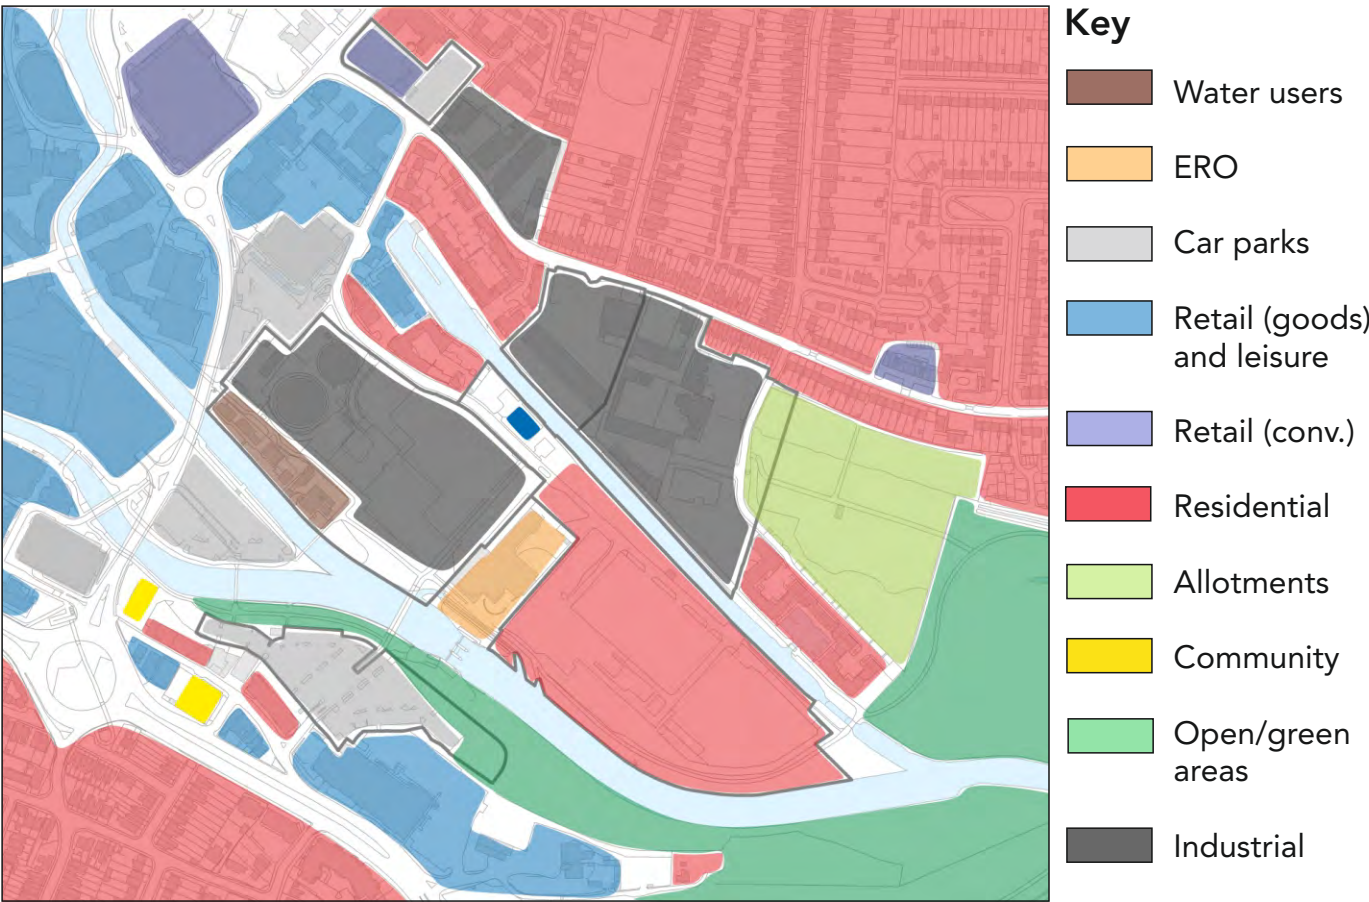 Key
Water users
ERO
Car parks
Retail (goods)
and leisure
Retail (conv.)
Residential
Allotments
Community
Open/green
areas
Industrial